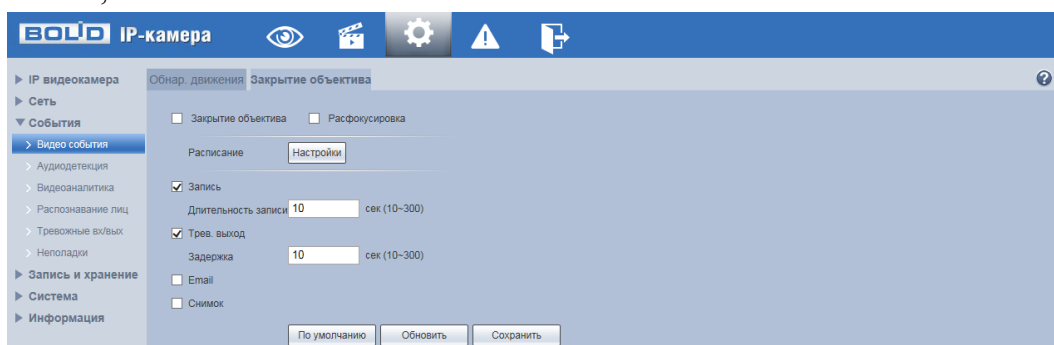 BOLID IP-камера
IP видеокамера
Сеть
События
Видео события
Аудиодетекция
Видеоаналитика
Распознавание лиц
Тревожные вх/вых
Неполадки
Запись и хранение
Система
Информация
Обнар. движения Закрытие объектива
Закрытие объектива Расфокусировка
Расписание Настройки
Запись
Длительность записи 10 сек (10~300)
Трев. выход
Задержка 10 сек (10~300)
Email
Снимок
По умолчанию Обновить Сохранить